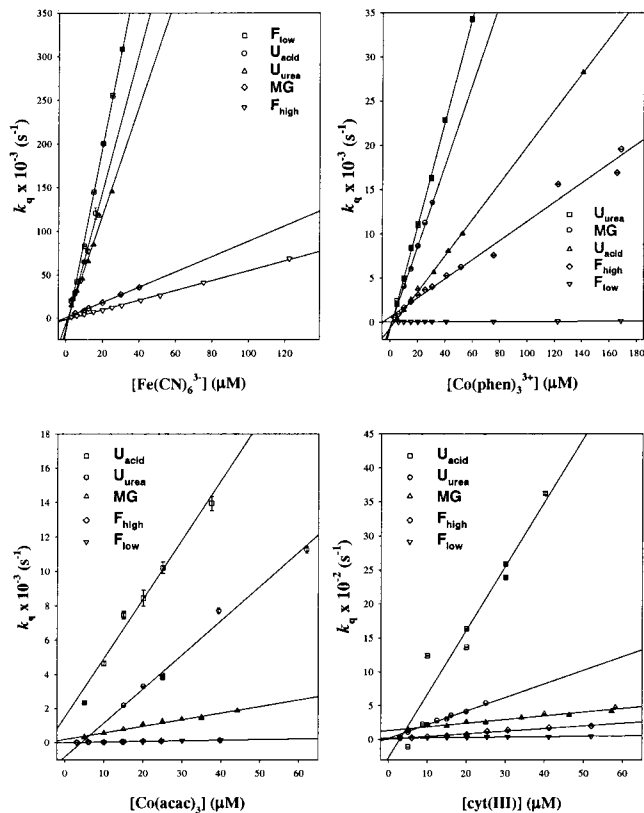 350
300
250
200
150
100
50
0
k_q x 10^-3 (s^-1)
F_low
U_acid
U_urea
MG
F_high
0 20 40 60 80 100 120
[Fe(CN)_6^3-] (μM)
35
30
25
20
15
10
5
0
k_q x 10^-3 (s^-1)
U_urea
MG
U_acid
F_high
F_low
0 20 40 60 80 100 120 140 160 180
[Co(phen)_3^3+] (μM)
18
16
14
12
10
8
6
4
2
0
k_q x 10^-3 (s^-1)
U_acid
U_urea
MG
F_high
F_low
0 10 20 30 40 50 60
[Co(acac)_3] (μM)
45
40
35
30
25
20
15
10
5
0
k_q x 10^-2 (s^-1)
U_acid
U_urea
MG
F_high
F_low
0 10 20 30 40 50 60
[cyt(III)] (μM)